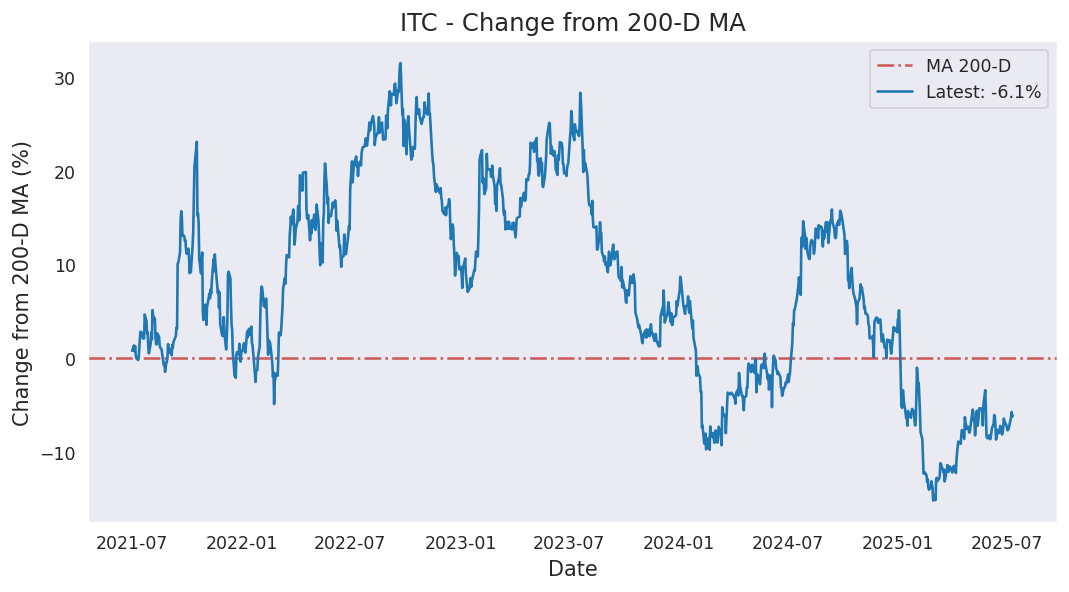 ITC - Change from 200-D MA
MA 200-D
Latest: -6.1%
Change from 200-D MA (%)
30
20
10
0
−10
2021-07
2022-01
2022-07
2023-01
2023-07
2024-01
2024-07
2025-01
2025-07
Date